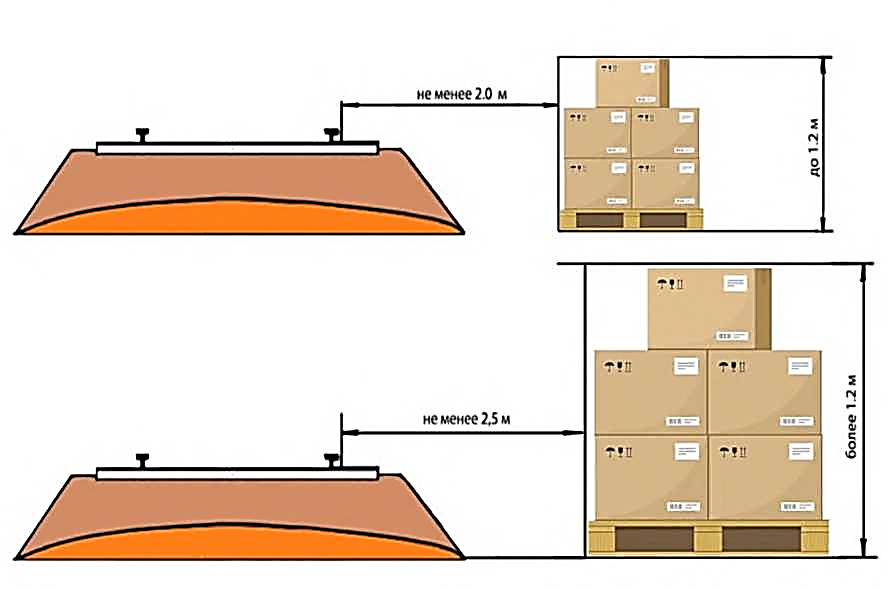 не менее 2.0 м
до 1.2 м
не менее 2,5 м
более 1.2 м